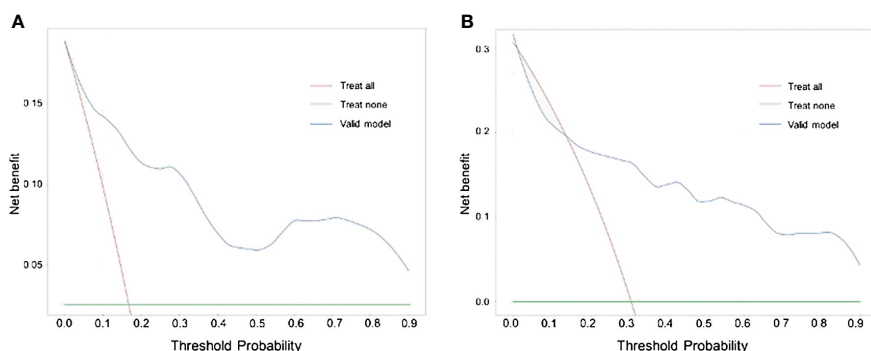 A
Net benefit
0.15
0.10
0.05
Treat all
Treat none
Valid model
0.0 0.1 0.2 0.3 0.4 0.5 0.6 0.7 0.8 0.9
Threshold Probability
B
Net benefit
0.3
0.2
0.1
0.0
Treat all
Treat none
Valid model
0.0 0.1 0.2 0.3 0.4 0.5 0.6 0.7 0.8 0.9
Threshold Probability